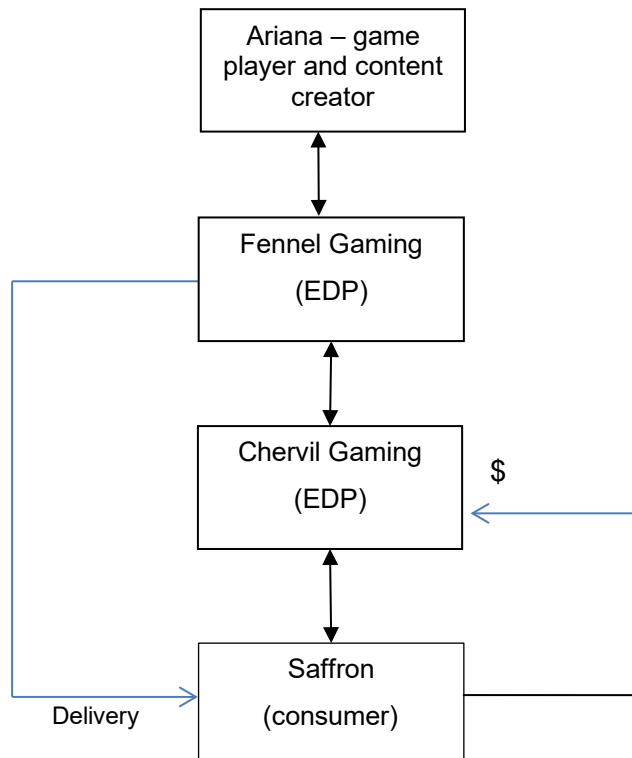 Ariana – game
player and content
creator
Fennel Gaming
(EDP)
Chervil Gaming
(EDP)
$
Saffron
(consumer)
Delivery